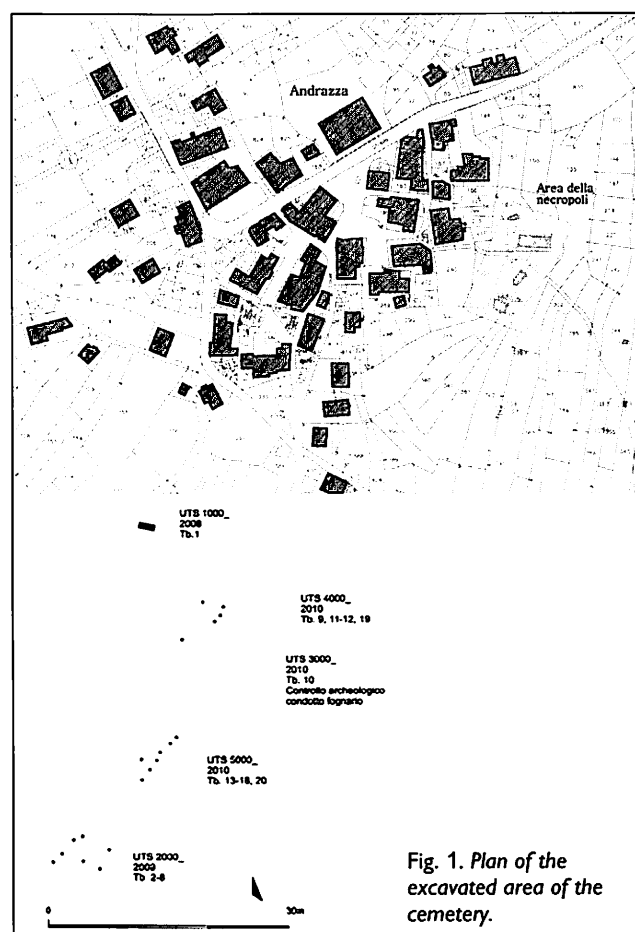 Andrazza
Area della
necropoli
UTS 1000_
2008
Tb.1
UTS 4000_
2010
Tb. 9, 11-12, 19
UTS 3000_
2010
Tb. 10
Controllo archeologico
condotto fognario
UTS 5000_
2010
Tb. 13-18, 20
UTS 2000_
2009
Tb 2-8
0 30m
Fig. 1. Plan of the
excavated area of the
cemetery.